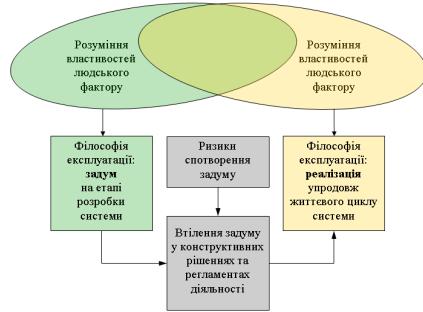 Розуміння
властивостей
людського
фактору
Розуміння
властивостей
людського
фактору
Філософія
експлуатації:
задум
на етапі
розробки
системи
Ризики
спотворення
задуму
Філософія
експлуатації:
реалізація
упродовж
життєвого циклу
системи
Втілення задуму
у конструктивних
рішеннях та
регламентах
діяльності